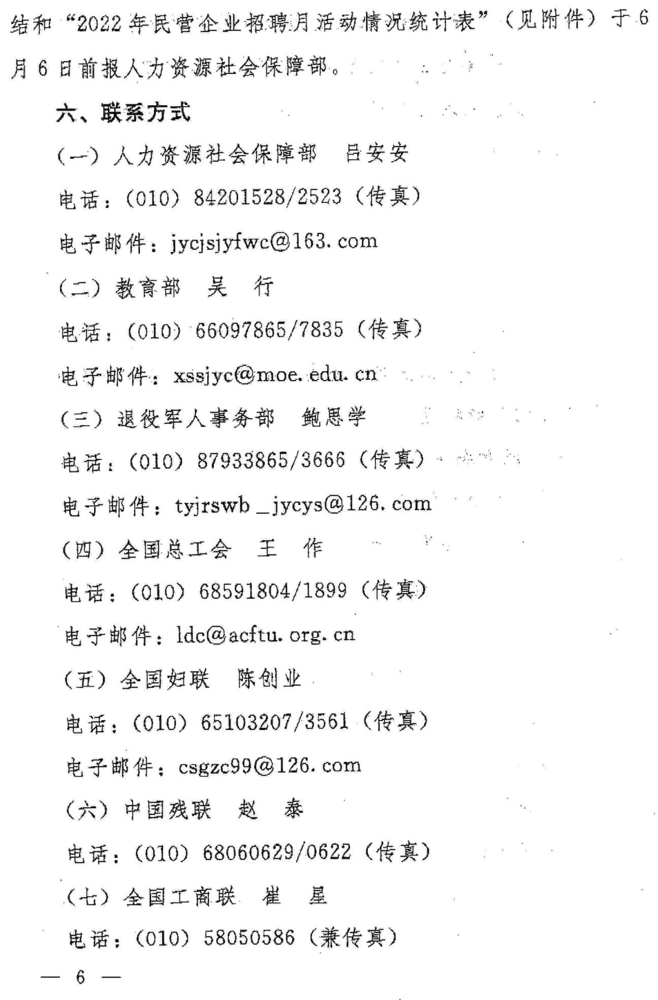 结和“2022年民营企业招聘月活动情况统计表”（见附件）于6
月6日前报人力资源社会保障部。
六、联系方式
（一）人力资源社会保障部 吕安安
电话：（010）84201528/2523（传真）
电子邮件：jycjsjyfwc@163.com
（二）教育部 吴 行
电话：（010）66097865/7835（传真）
电子邮件：xssjyc@moe.edu.cn
（三）退役军人事务部 鲍思学
电话：（010）87933865/3666（传真）
电子邮件：tyjrswb_jycys@126.com
（四）全国总工会 王 作
电话：（010）68591804/1899（传真）
电子邮件：ldc@acftu.org.cn
（五）全国妇联 陈创业
电话：（010）65103207/3561（传真）
电子邮件：csgzc99@126.com
（六）中国残联 赵 泰
电话：（010）68060629/0622（传真）
（七）全国工商联 崔 星
电话：（010）58050586（兼传真）
— 6 —